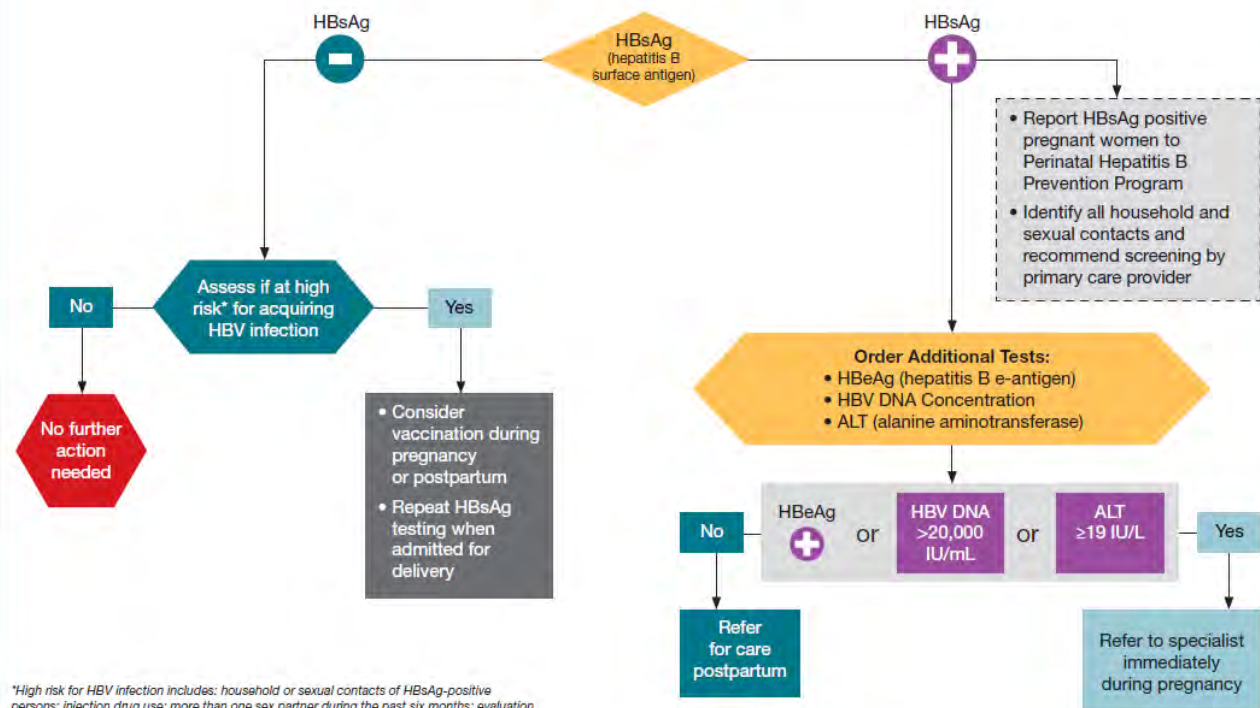 HBsAg
HBsAg
(hepatitis B
surface antigen)
HBsAg
• Report HBsAg positive
pregnant women to
Perinatal Hepatitis B
Prevention Program
• Identify all household and
sexual contacts and
recommend screening by
primary care provider
No
Assess if at high
risk* for acquiring
HBV infection
Yes
No further
action
needed
• Consider
vaccination during
pregnancy
or postpartum
• Repeat HBsAg
testing when
admitted for
delivery
Order Additional Tests:
• HBeAg (hepatitis B e-antigen)
• HBV DNA Concentration
• ALT (alanine aminotransferase)
No
HBeAg
or
HBV DNA
>20,000
IU/mL
or
ALT
≥19 IU/L
Yes
Refer
for care
postpartum
Refer to specialist
immediately
during pregnancy
*High risk for HBV infection includes: household or sexual contacts of HBsAg-positive
persons; injection drug use; more than one sex partner during the past six months; evaluation